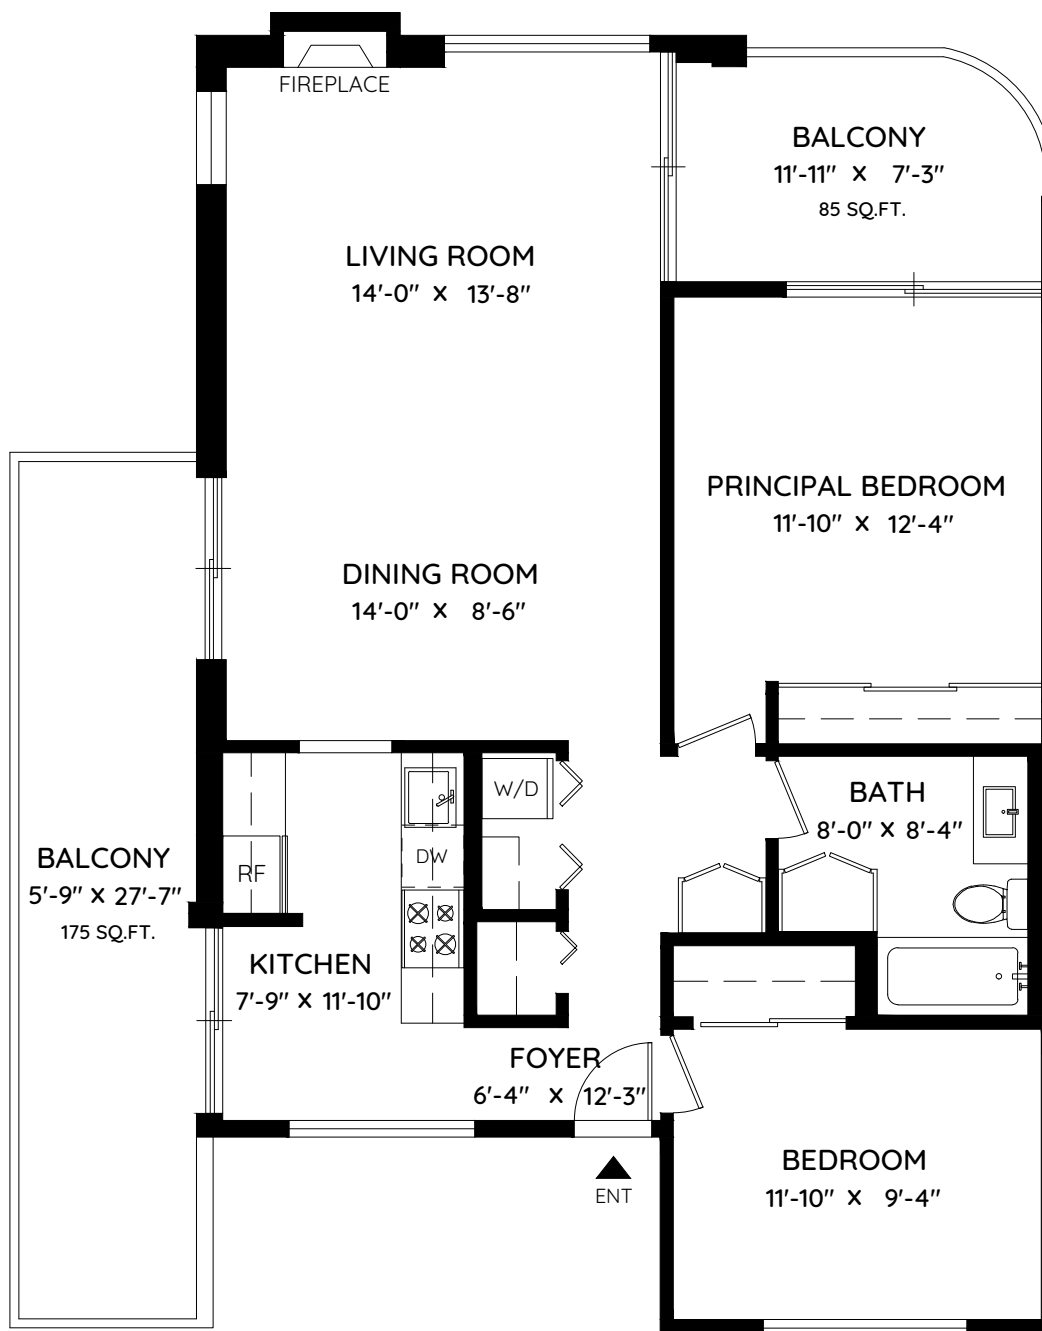 FIREPLACE
BALCONY
11'-11" X 7'-3"
85 SQ.FT.
LIVING ROOM
14'-0" X 13'-8"
PRINCIPAL BEDROOM
11'-10" X 12'-4"
DINING ROOM
14'-0" X 8'-6"
W/D
BATH
8'-0" X 8'-4"
DW
RF
BALCONY
5'-9" X 27'-7"
175 SQ.FT.
KITCHEN
7'-9" X 11'-10"
FOYER
6'-4" X 12'-3"
ENT
BEDROOM
11'-10" X 9'-4"